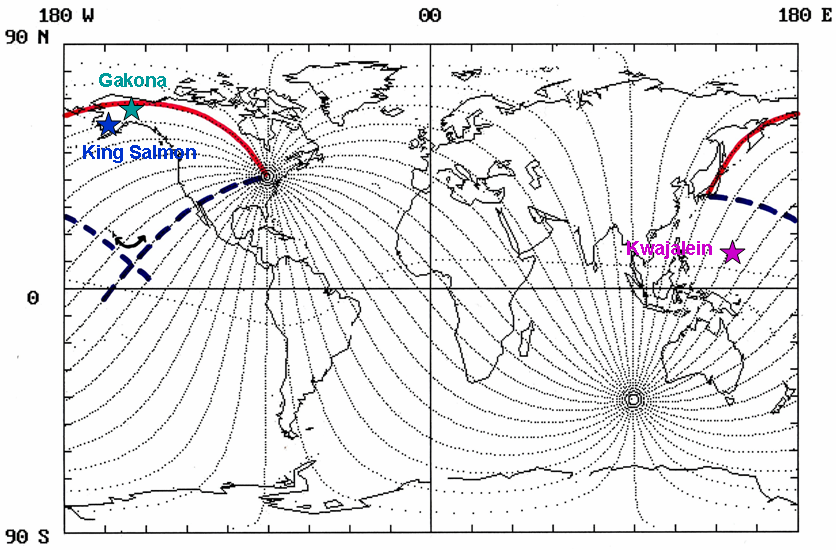 180 W 00 180 E
90 N
Gakona
King Salmon
Kwajalein
0
90 S